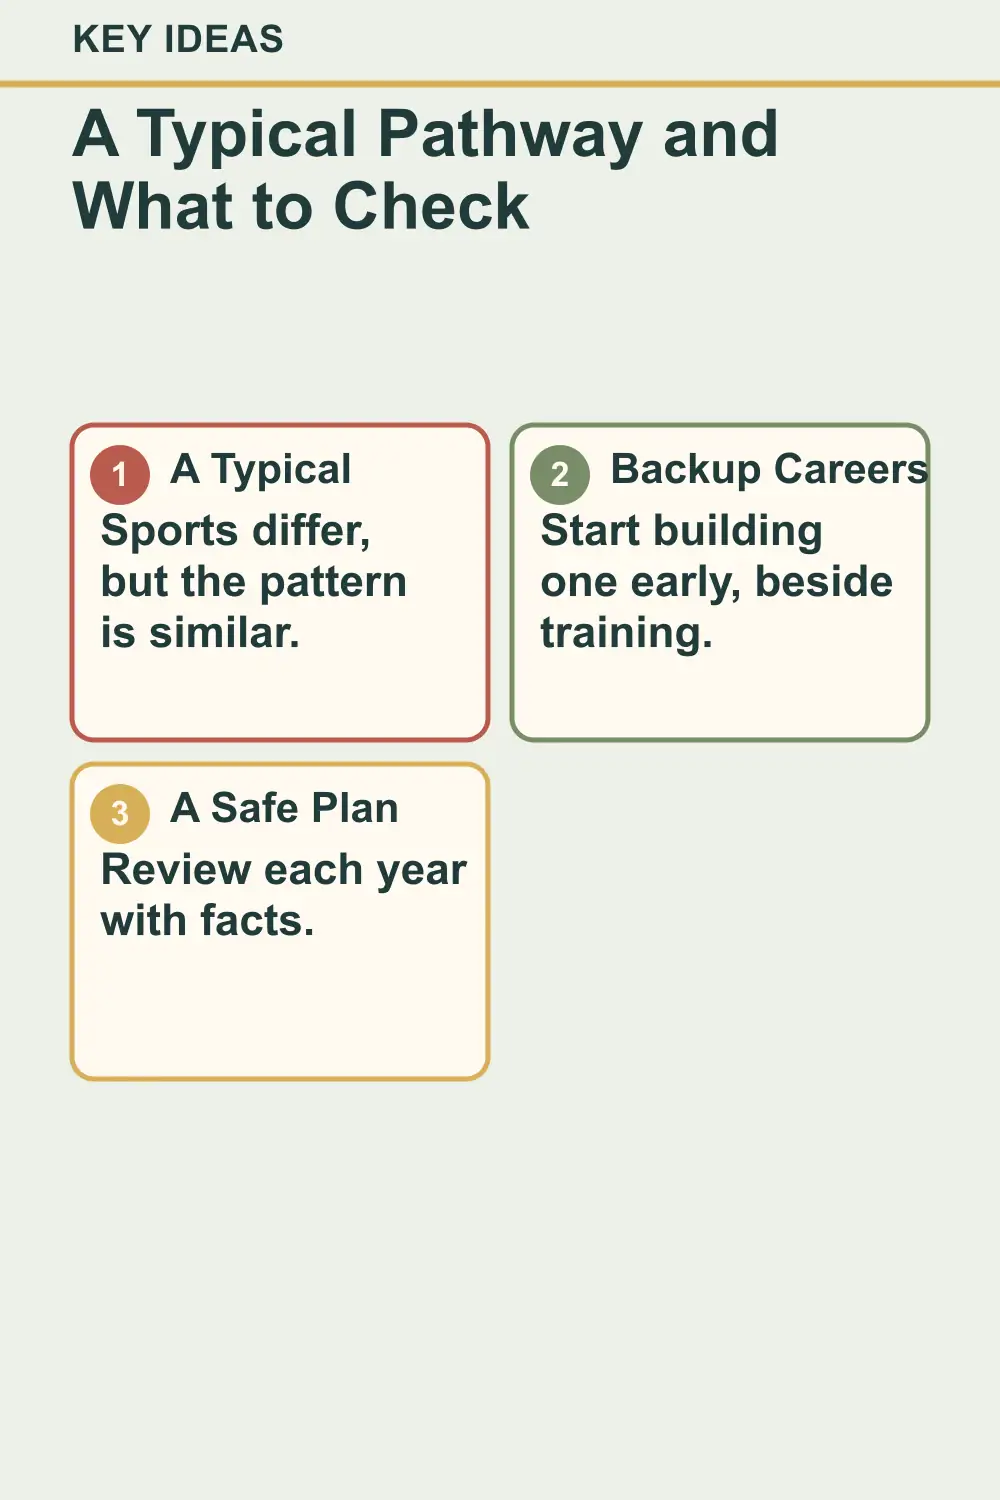 KEY IDEAS
A Typical Pathway and
What to Check
1 A Typical
Sports differ,
but the pattern
is similar.
2 Backup Careers
Start building
one early, beside
training.
3 A Safe Plan
Review each year
with facts.